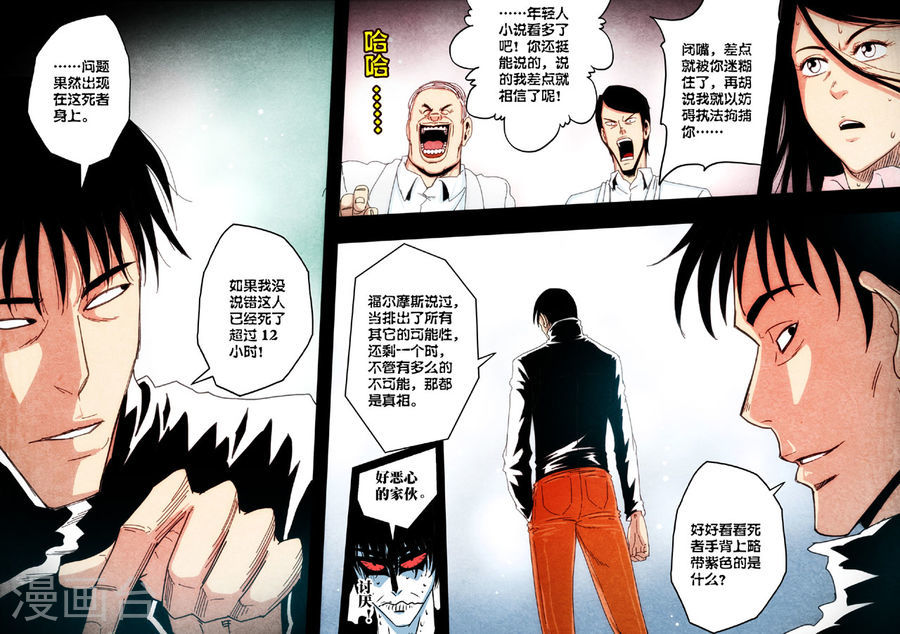 ……问题
果然出现
在这死者
身上。
如果我没
说错这人
已经死了
超过12
小时！
哈哈……
……年轻人
小说看多了
吧！你还挺
能说的，说
的我差点就
相信了呢！
闭嘴，差点
就被你迷糊
住了，再胡
说我就以妨
碍执法拘捕
你……
福尔摩斯说过，
当排出了所有
其它的可能性，
还剩一个时，
不管有多么的
不可能，那都
是真相。
好恶心
的家伙。
讨厌！
好好看看死
者手背上略
带紫色的是
什么？
漫画台